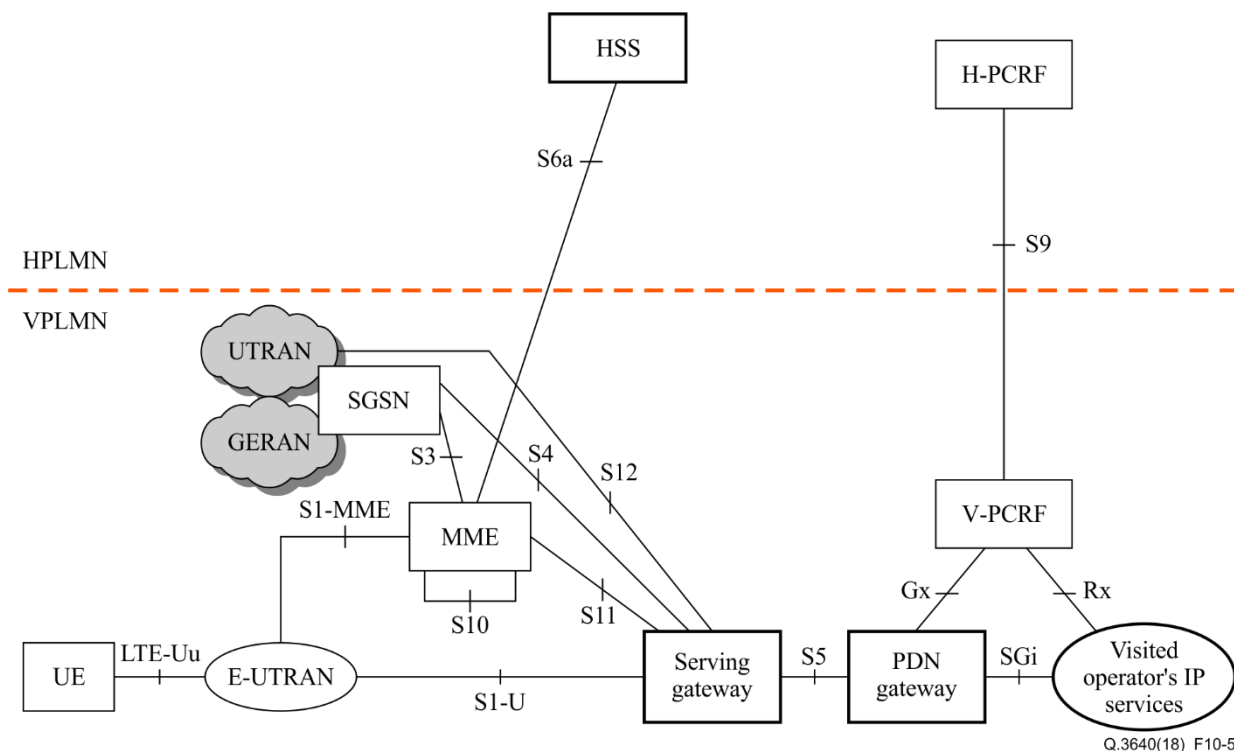 HSS
H-PCRF
S6a
S9
HPLMN
VPLMN
UTRAN
SGSN
GERAN
S3
S4
S12
S1-MME
MME
V-PCRF
S10
S11
Gx
Rx
UE
LTE-Uu
E-UTRAN
S1-U
Serving
gateway
S5
PDN
gateway
SGi
Visited
operator's IP
services
Q.3640(18)_F10-5